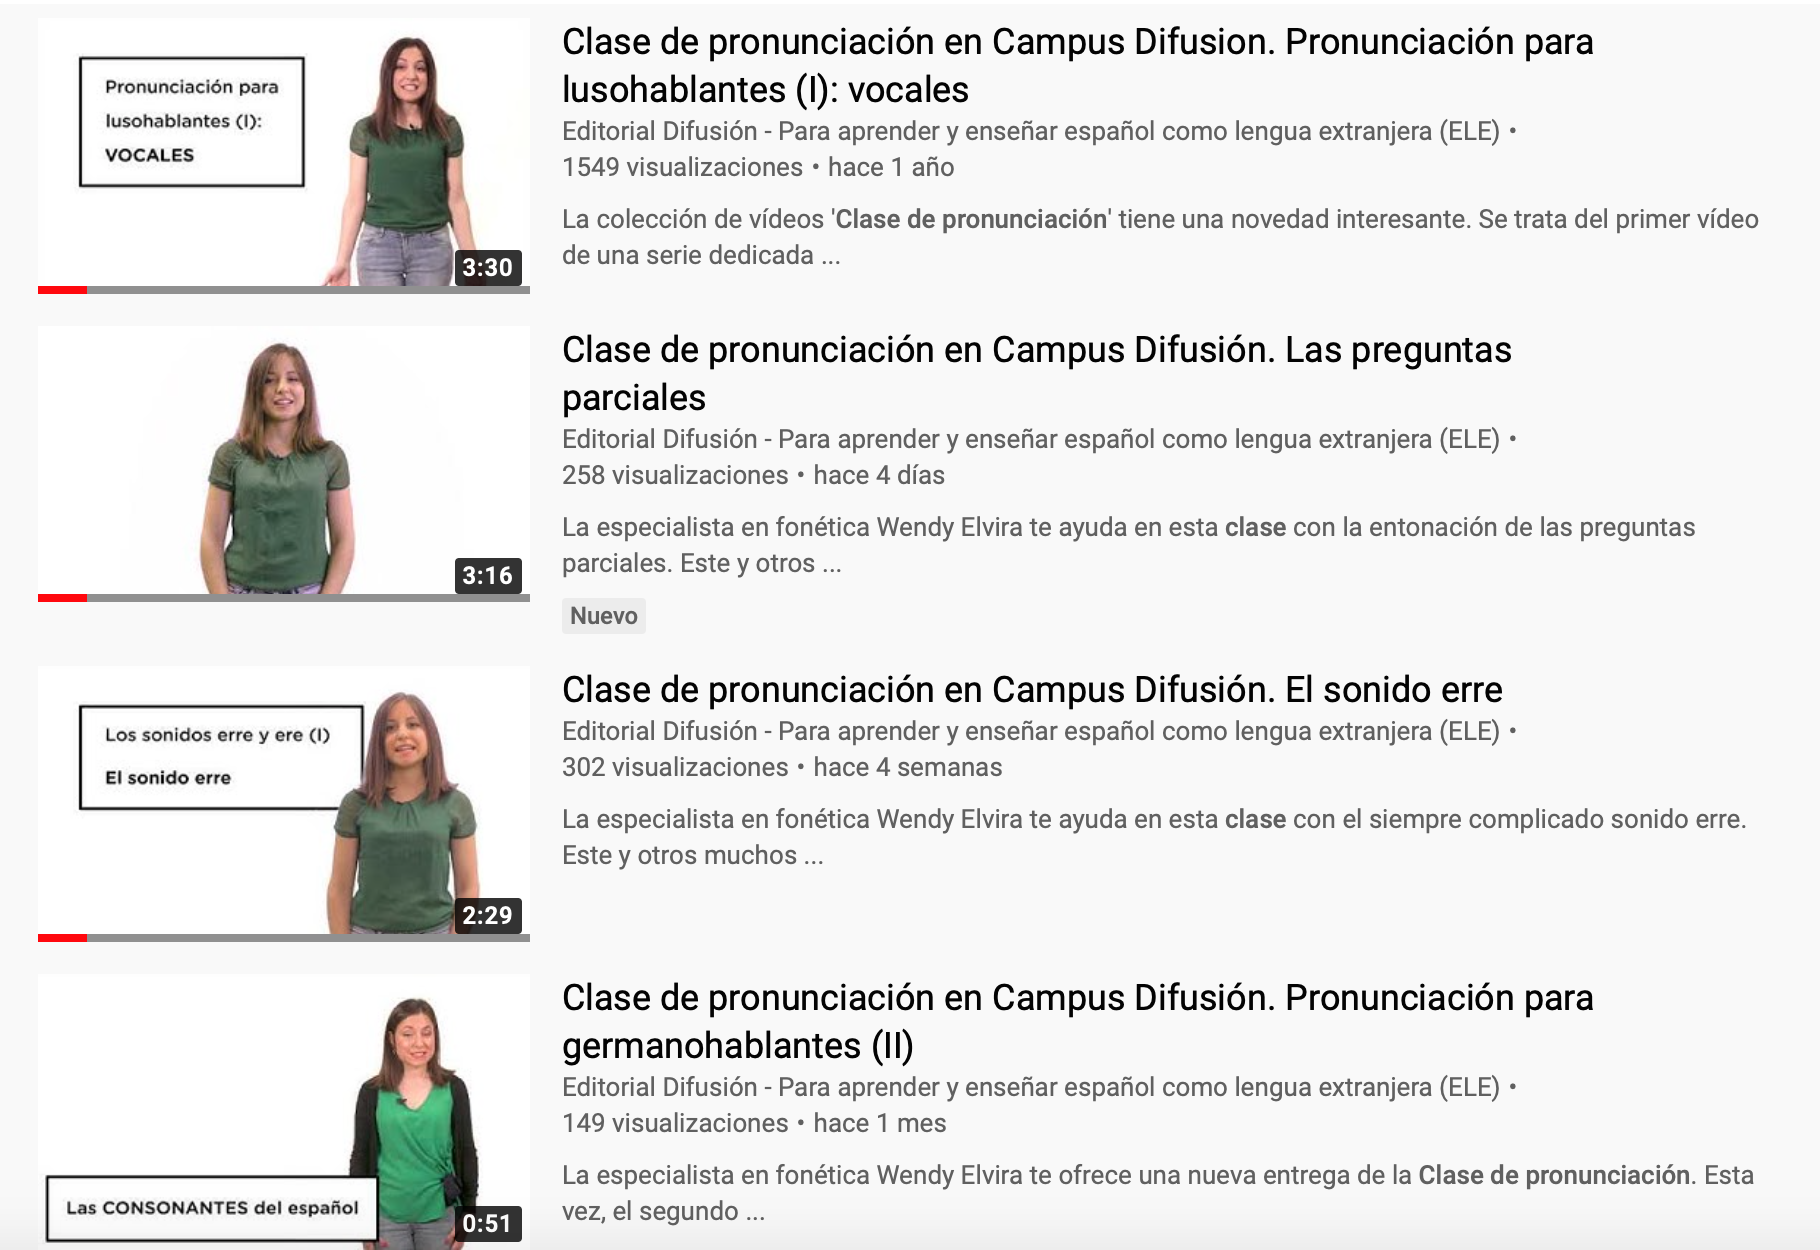 Pronunciación para
lusohablantes (I):
VOCALES
3:30
Clase de pronunciación en Campus Difusion. Pronunciación para
lusohablantes (I): vocales
Editorial Difusión - Para aprender y enseñar español como lengua extranjera (ELE) •
1549 visualizaciones • hace 1 año
La colección de vídeos 'Clase de pronunciación' tiene una novedad interesante. Se trata del primer vídeo
de una serie dedicada ...
3:16
Clase de pronunciación en Campus Difusión. Las preguntas
parciales
Editorial Difusión - Para aprender y enseñar español como lengua extranjera (ELE) •
258 visualizaciones • hace 4 días
La especialista en fonética Wendy Elvira te ayuda en esta clase con la entonación de las preguntas
parciales. Este y otros ...
Nuevo
Los sonidos erre y ere (I)
El sonido erre
2:29
Clase de pronunciación en Campus Difusión. El sonido erre
Editorial Difusión - Para aprender y enseñar español como lengua extranjera (ELE) •
302 visualizaciones • hace 4 semanas
La especialista en fonética Wendy Elvira te ayuda en esta clase con el siempre complicado sonido erre.
Este y otros muchos ...
Las CONSONANTES del español
0:51
Clase de pronunciación en Campus Difusión. Pronunciación para
germanohablantes (II)
Editorial Difusión - Para aprender y enseñar español como lengua extranjera (ELE) •
149 visualizaciones • hace 1 mes
La especialista en fonética Wendy Elvira te ofrece una nueva entrega de la Clase de pronunciación. Esta
vez, el segundo ...